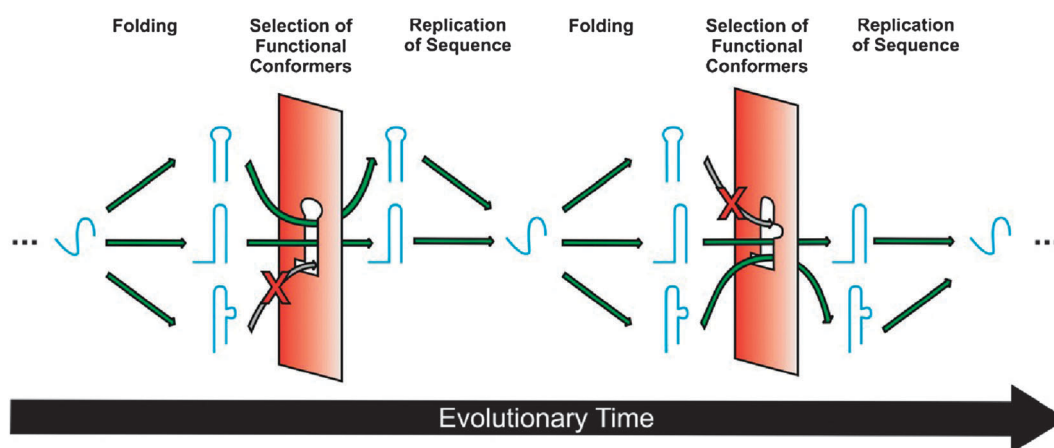 Folding
Selection of
Functional
Conformers
Replication
of Sequence
Folding
Selection of
Functional
Conformers
Replication
of Sequence
X
X
...
...
Evolutionary Time